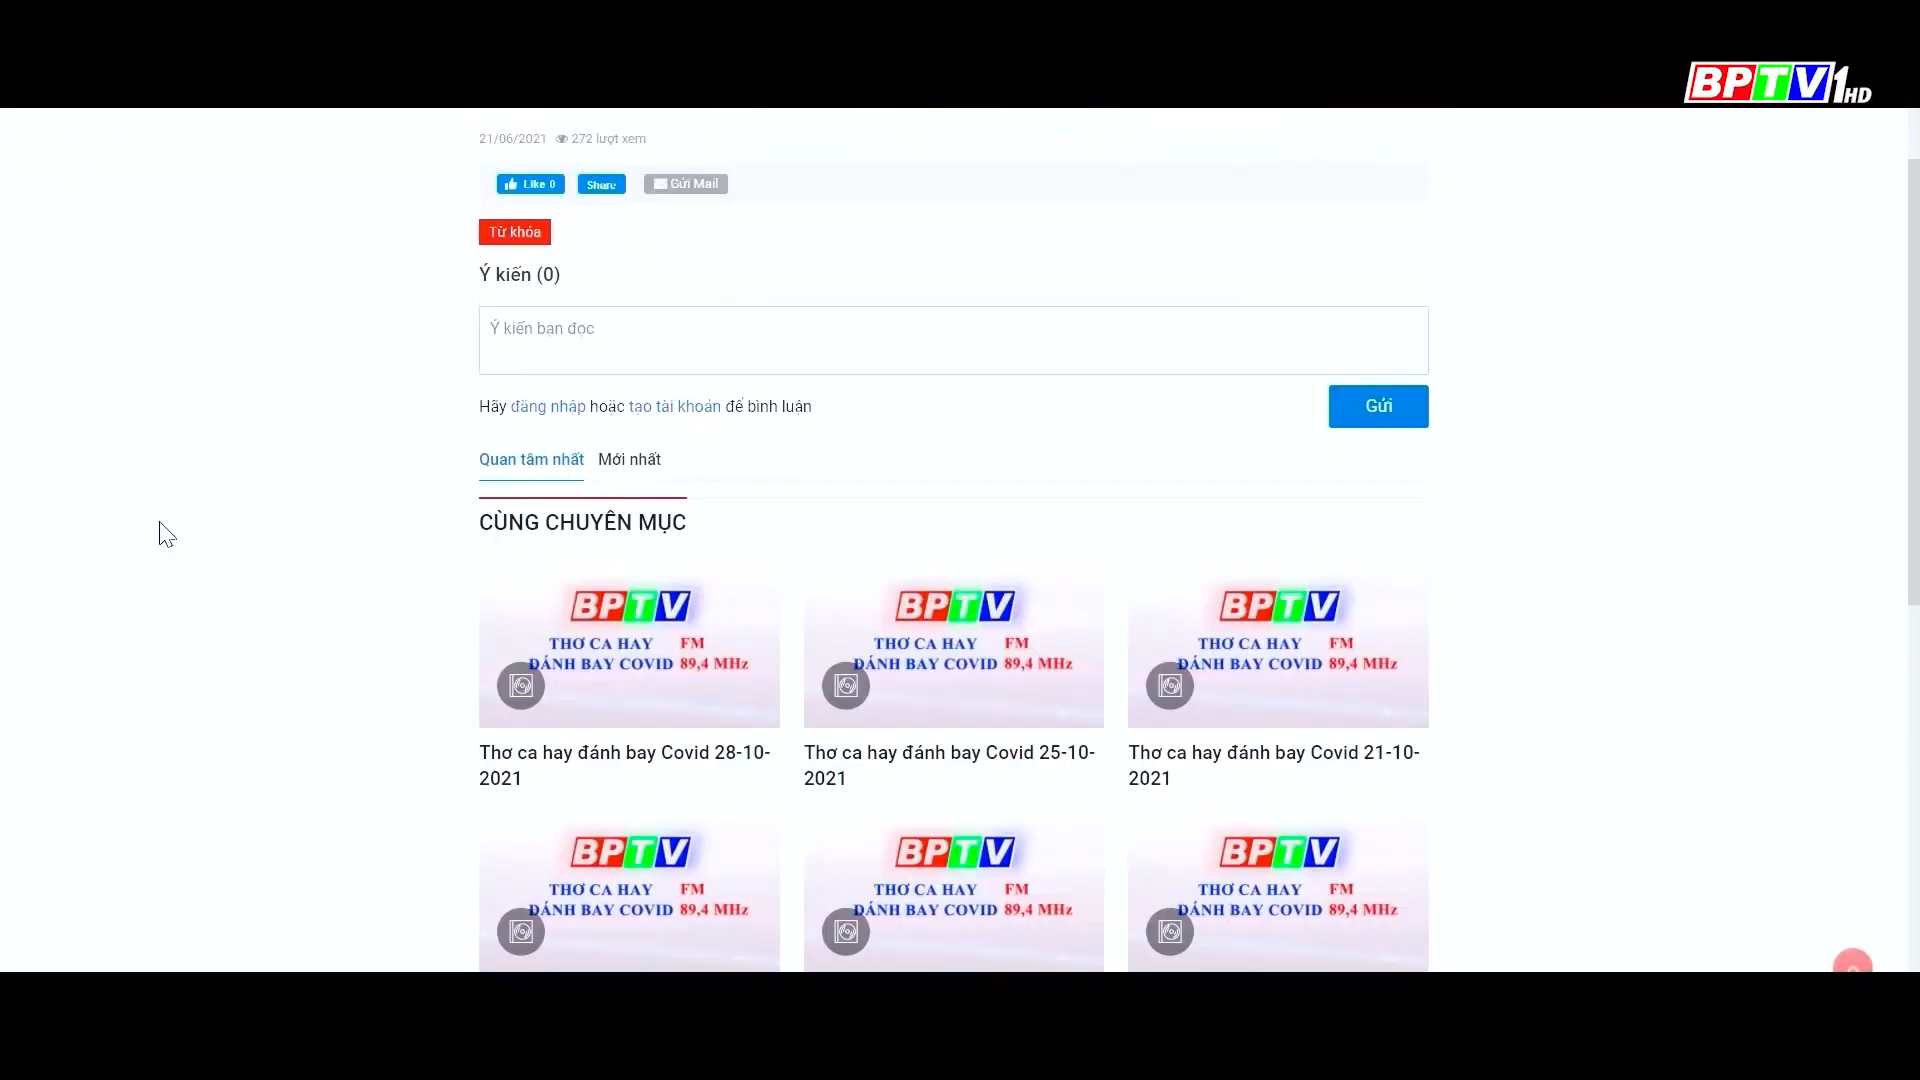 BPTV1HD
21/06/2021 272 lượt xem
Like 0 Share Gửi Mail
Từ khóa
Ý kiến (0)
Ý kiến bạn đọc
Hãy đăng nhập hoặc tạo tài khoản để bình luận
Gửi
Quan tâm nhất Mới nhất
CÙNG CHUYÊN MỤC
BPTV
THƠ CA HAY FM
ĐÁNH BAY COVID 89,4 MHz
BPTV
THƠ CA HAY FM
ĐÁNH BAY COVID 89,4 MHz
BPTV
THƠ CA HAY FM
ĐÁNH BAY COVID 89,4 MHz
Thơ ca hay đánh bay Covid 28-10-
2021
Thơ ca hay đánh bay Covid 25-10-
2021
Thơ ca hay đánh bay Covid 21-10-
2021
BPTV
THƠ CA HAY FM
ĐÁNH BAY COVID 89,4 MHz
BPTV
THƠ CA HAY FM
ĐÁNH BAY COVID 89,4 MHz
BPTV
THƠ CA HAY FM
ĐÁNH BAY COVID 89,4 MHz